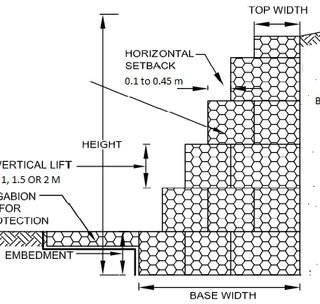 TOP WIDTH
HORIZONTAL
SETBACK
0.1 to 0.45 m
HEIGHT
VERTICAL LIFT
1, 1.5 OR 2 M
GABION
FOR
EMBEDMENT
BASE WIDTH